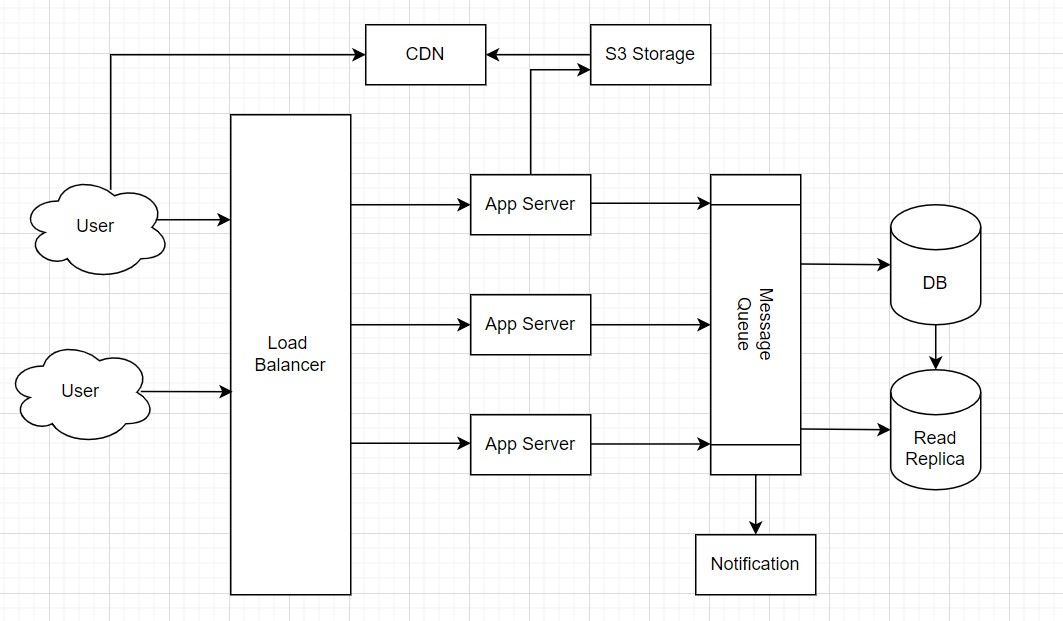 CDN
S3 Storage
User
App Server
User
Load
Balancer
App Server
App Server
Message
Queue
DB
Read
Replica
Notification